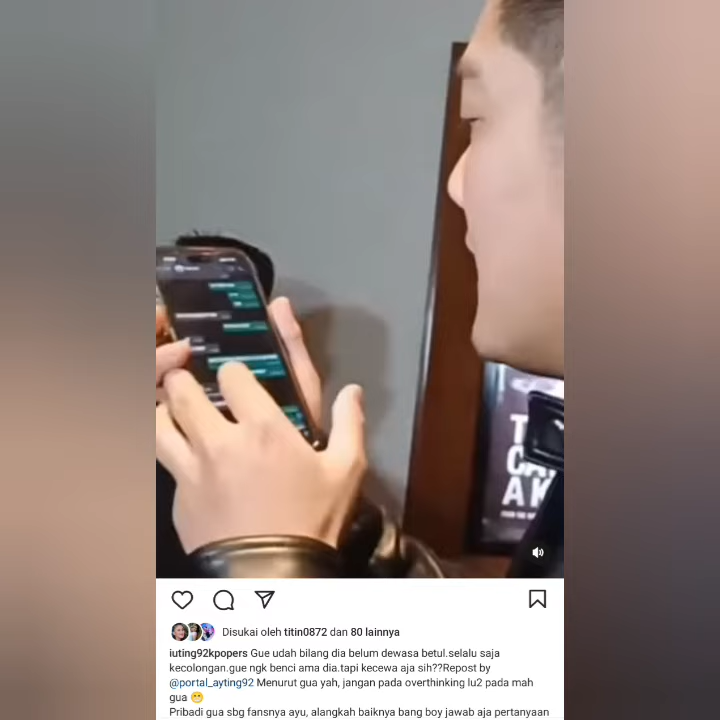 T
CA
AK
Disukai oleh titin0872 dan 80 lainnya
iuting92kpopers Gue udah bilang dia belum dewasa betul.selalu saja
kecolongan.gue ngk benci ama dia.tapi kecewa aja sih??Repost by
@portal_ayting92 Menurut gua yah, jangan pada overthinking lu2 pada mah
gua 😁
Pribadi gua sbg fansnya ayu, alangkah baiknya bang boy jawab aja pertanyaan